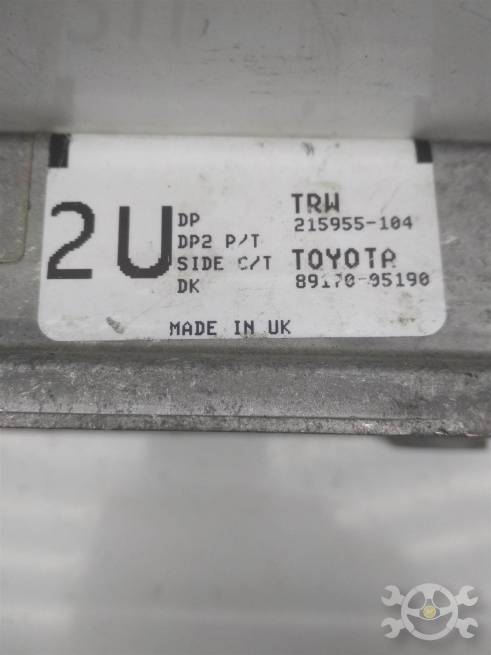 2U
DP
DP2 P/T
SIDE C/T
DK
TRW
215955-104
TOYOTA
89170-05190
MADE IN UK